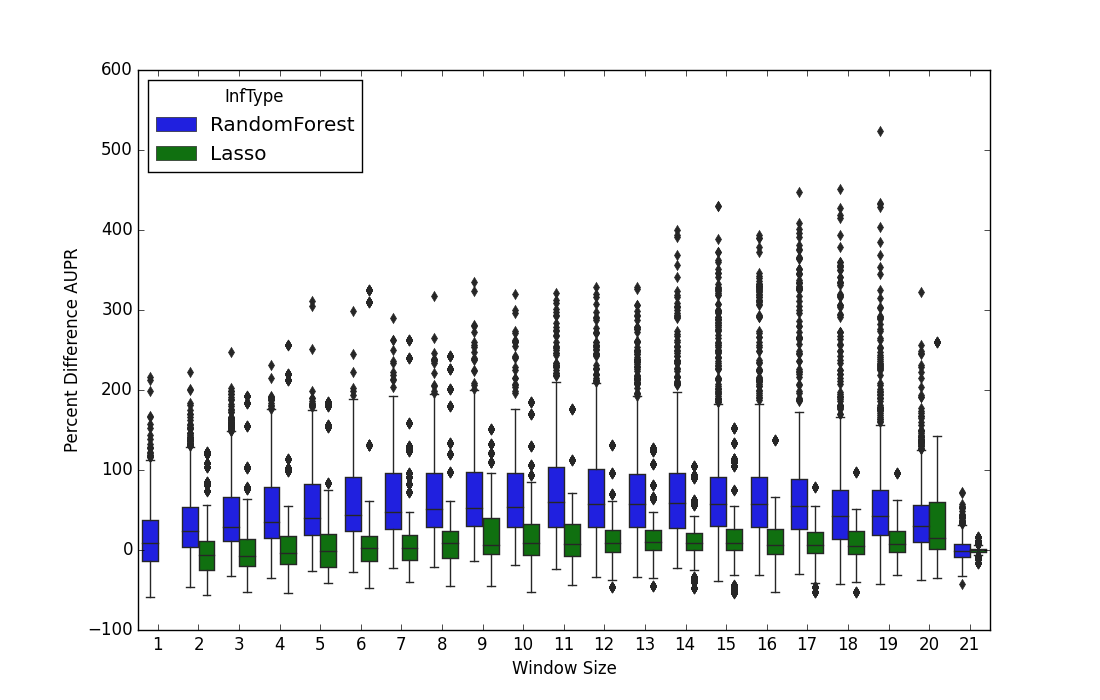 InfType
RandomForest
Lasso
Percent Difference AUPR
600
500
400
300
200
100
0
−100
1 2 3 4 5 6 7 8 9 10 11 12 13 14 15 16 17 18 19 20 21
Window Size